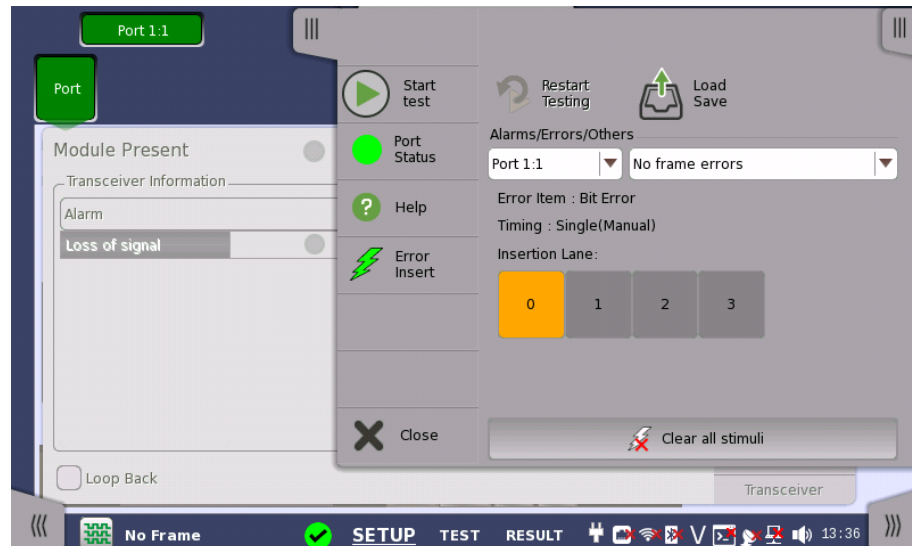 Port 1:1
Port
Module Present
Transceiver Information
Alarm
Loss of signal
Loop Back
Start
test
Port
Status
? Help
Error
Insert
Close
Restart
Testing
Load
Save
Alarms/Errors/Others
Port 1:1
No frame errors
Error Item : Bit Error
Timing : Single(Manual)
Insertion Lane:
0 1 2 3
Clear all stimuli
Transceiver
No Frame SETUP TEST RESULT 13:36